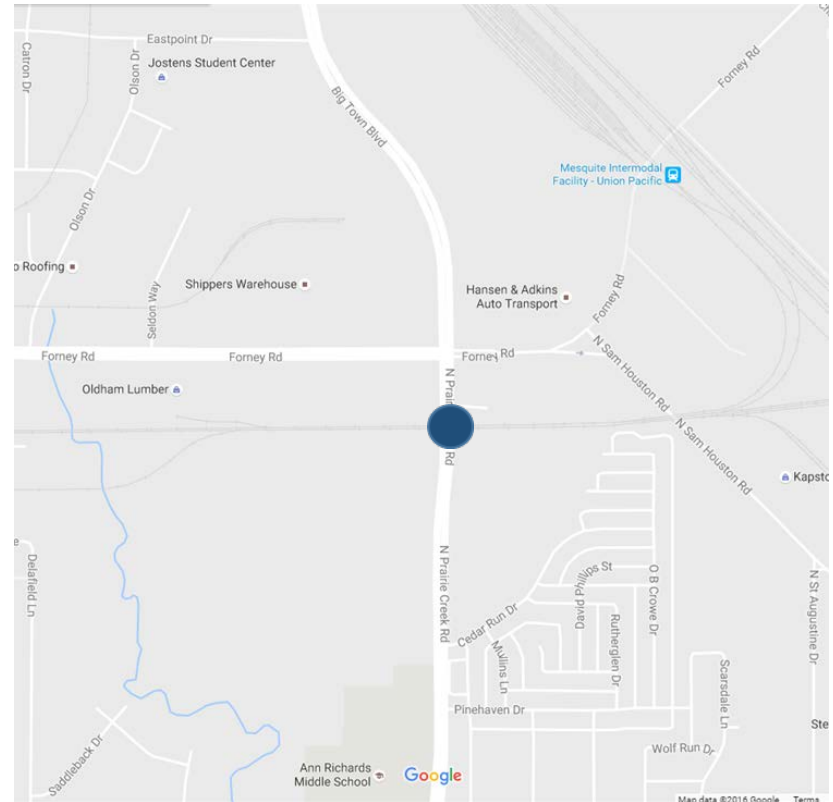 Eastpoint Dr
Jostens Student Center
Catron Dr
Olson Dr
Big Town Blvd
Forney Rd
Mesquite Intermodal
Facility - Union Pacific
Olson Dr
o Roofing
Shippers Warehouse
Seldon Way
Hansen & Adkins
Auto Transport
Forney Rd
Forney Rd
Forney Rd
Forney Rd
N Sam Houston Rd
Oldham Lumber
N Prair
Rd
N Sam Houston Rd
Kapsto
N Prairie Creek Rd
Delafield Ln
David Phillips St
O B Crowe Dr
N St Augustine Dr
Cedar Run Dr
Mullins Ln
Rutherglen Dr
Scarsdale Ln
Pinehaven Dr
Ste
Saddleback Dr
Wolf Run Dr
Ann Richards
Middle School
Google
Map data ©2016 Google Terms